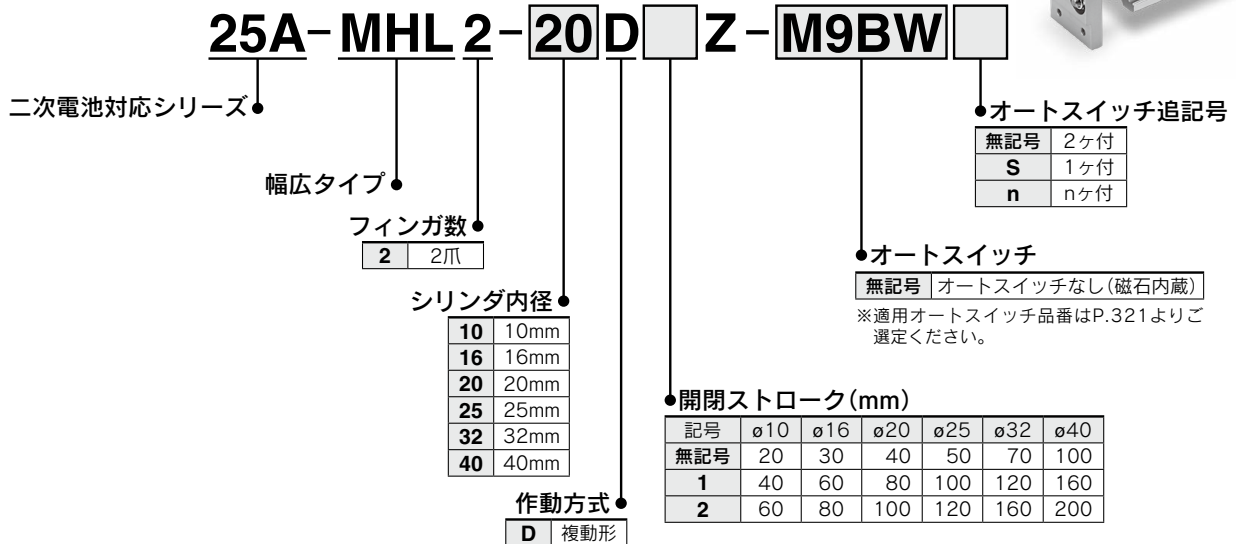 25A-MHL2-20D Z-M9BW
二次電池対応シリーズ
幅広タイプ
フィンガ数
2 2爪
シリンダ内径
10 10mm
16 16mm
20 20mm
25 25mm
32 32mm
40 40mm
作動方式
D 複動形
開閉ストローク(mm)
記号 ø10 ø16 ø20 ø25 ø32 ø40
無記号 20 30 40 50 70 100
1 40 60 80 100 120 160
2 60 80 100 120 160 200
オートスイッチ
無記号 オートスイッチなし(磁石内蔵)
※適用オートスイッチ品番はP.321よりご
選定ください。
オートスイッチ追記号
無記号 2ヶ付
S 1ヶ付
n nヶ付